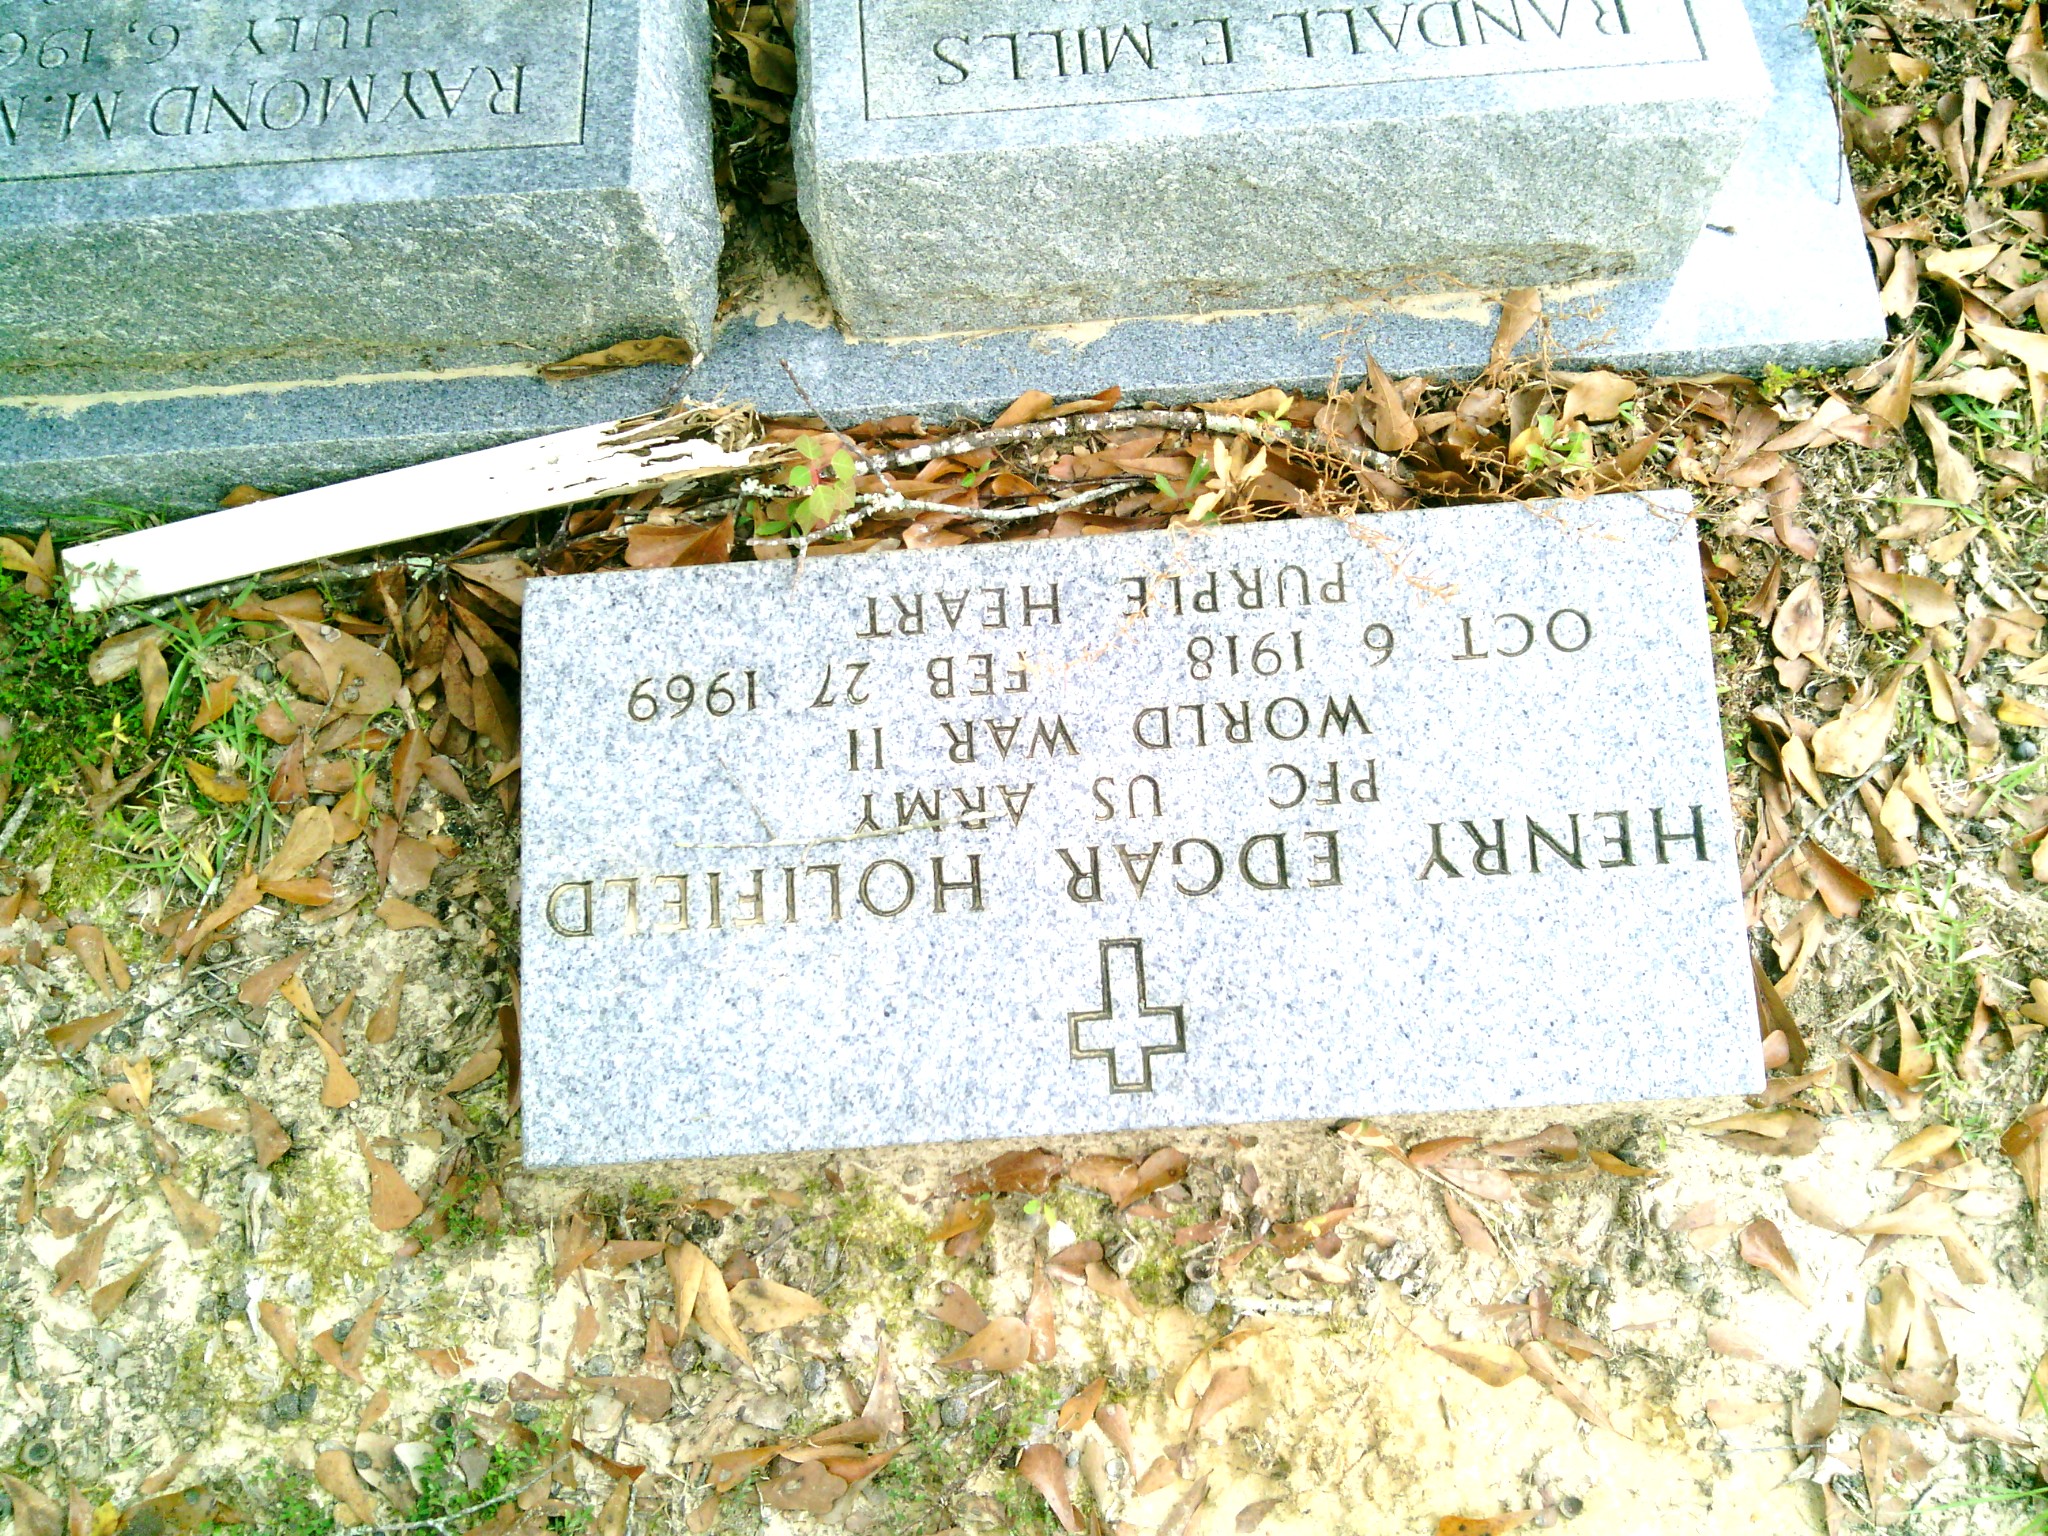 HENRY EDGAR HOLIFIELD
PFC US ARMY
WORLD WAR II
OCT 6 1918 FEB 27 1969
PURPLE HEART
RANDALL E. MILLS
RAYMOND M.
JULY 6,